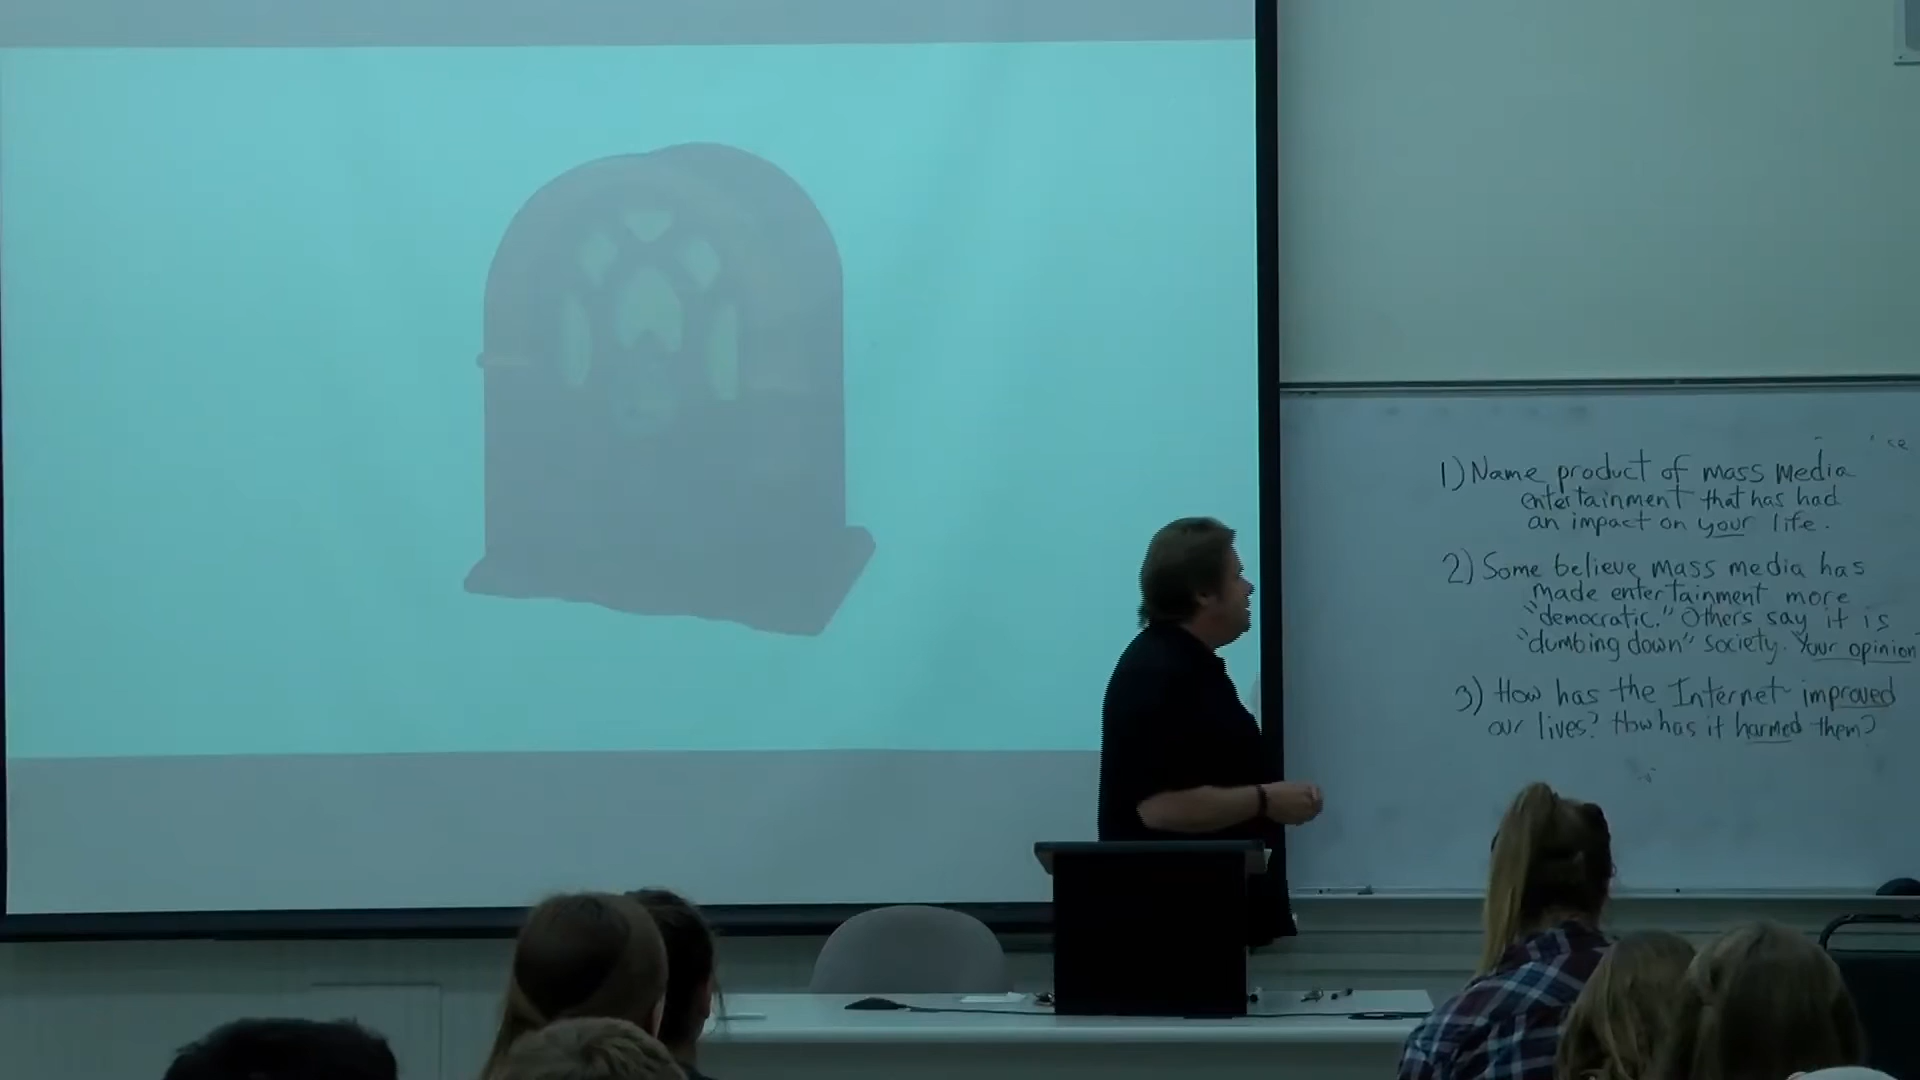 1) Name product of mass media
entertainment that has had
an impact on your life.
2) Some believe mass media has
made entertainment more
"democratic." Others say it is
"dumbing down" society. Your opinion
3) How has the Internet improved
our lives? How has it harmed them?